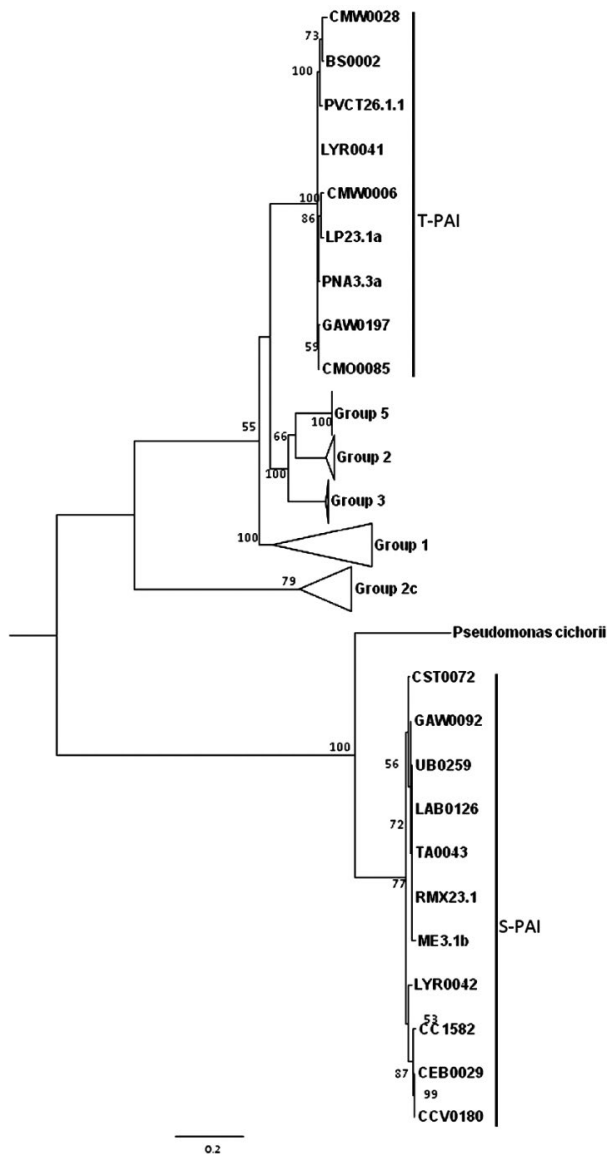 CMW0028
73
BS0002
100
PVCT26.1.1
LYR0041
CMW0006
100
86
LP23.1a
T-PAI
PNA3.3a
GAW0197
59
CMO0085
Group 5
100
55
66
Group 2
100
Group 3
100
Group 1
79
Group 2c
Pseudomonas cichorii
CST0072
GAW0092
100
56
UB0259
LAB0126
72
TA0043
77
RMX23.1
S-PAI
ME3.1b
LYR0042
53
CC1582
87
CEB0029
99
CCV0180
0.2